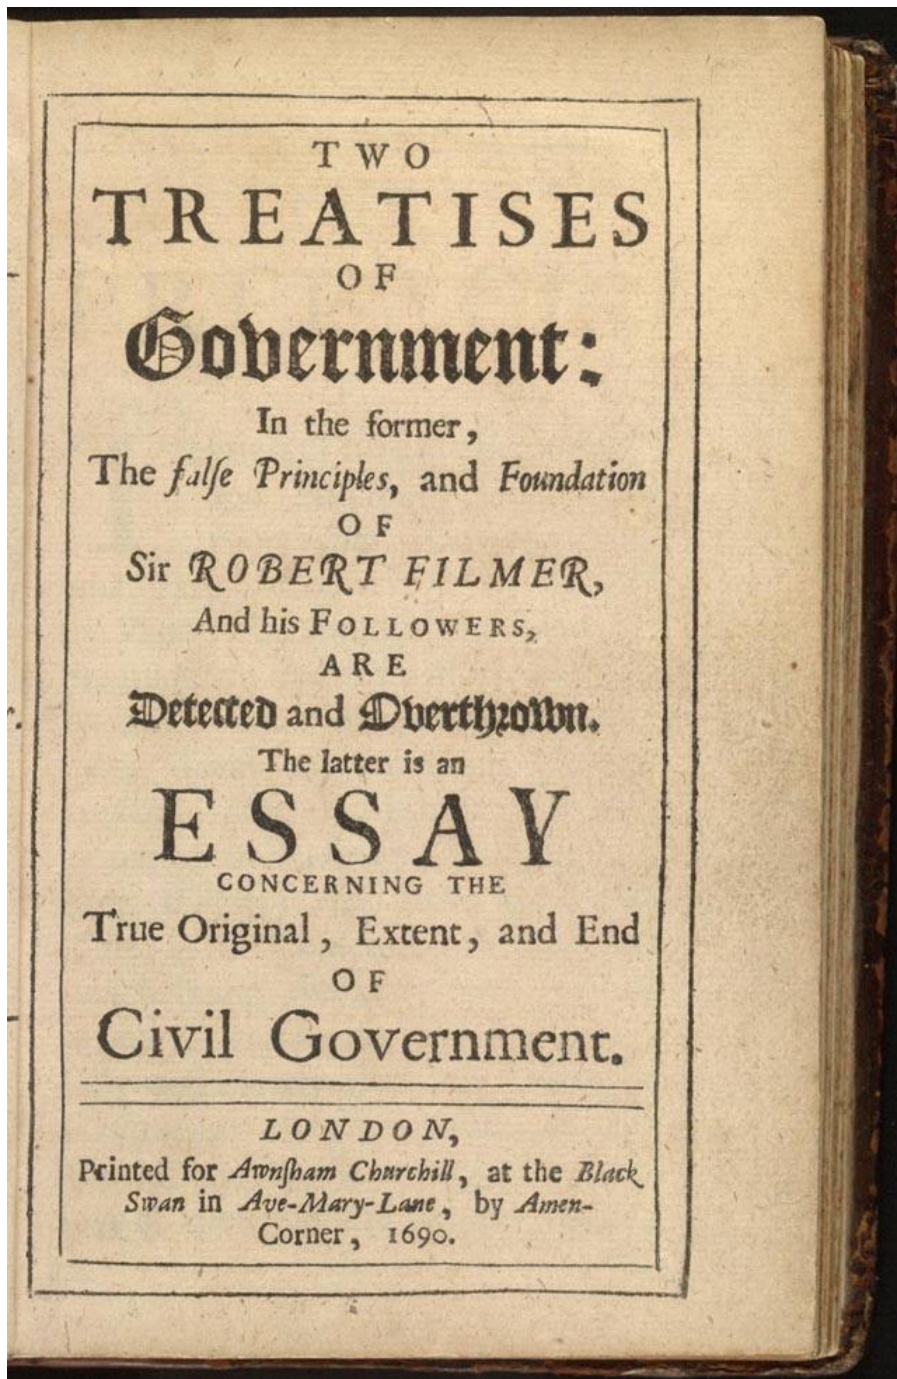 TWO
TREATISES
OF
Government:
In the former,
The falſe Principles, and Foundation
OF
Sir ROBERT FILMER,
And his FOLLOWERS,
ARE
Detected and Overthrown.
The latter is an
ESSAY
CONCERNING THE
True Original, Extent, and End
OF
Civil Government.
LONDON,
Printed for Awnſham Churchill, at the Black
Swan in Ave-Mary-Lane, by Amen-
Corner, 1690.